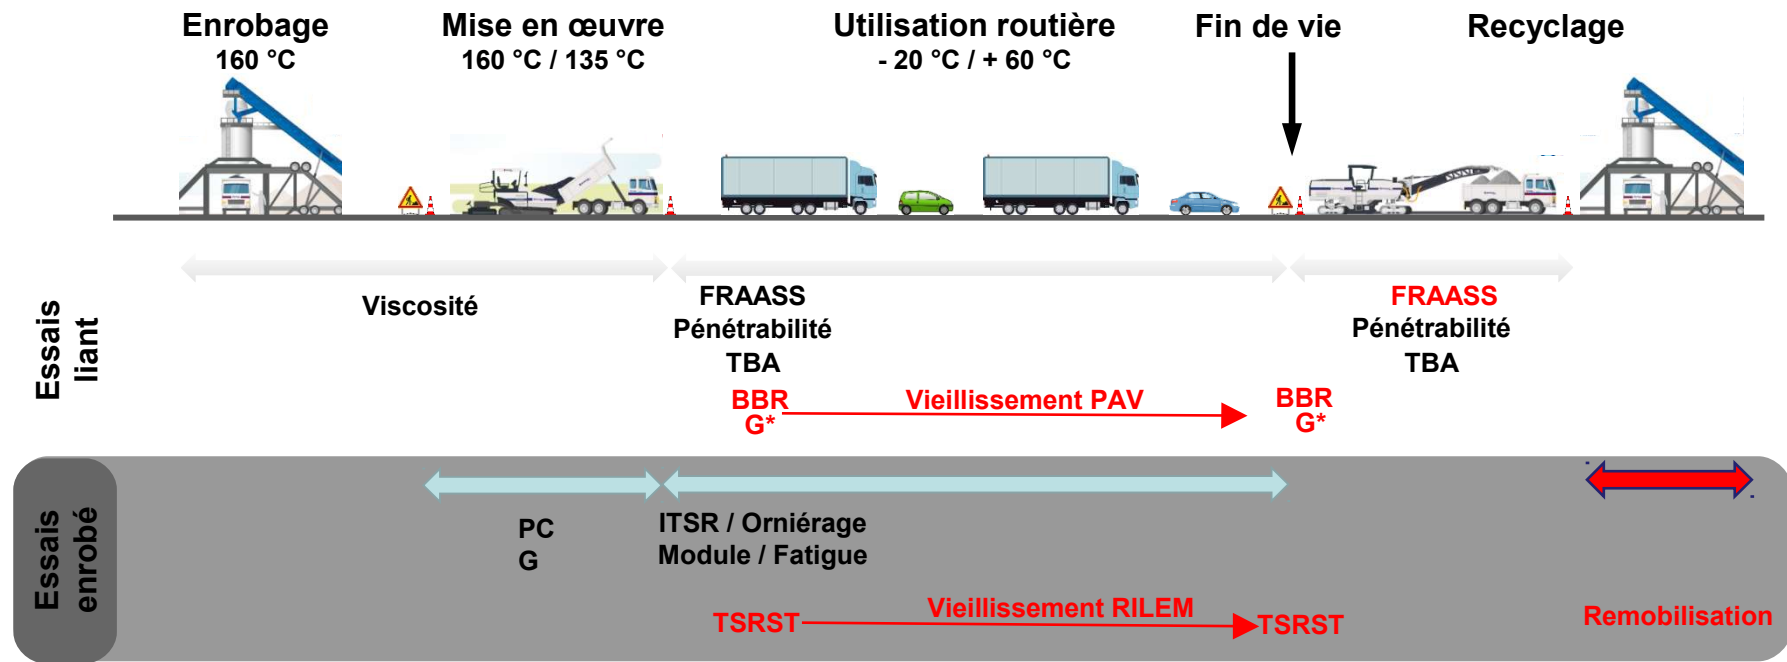 Enrobage
160 °C
Mise en œuvre
160 °C / 135 °C
Utilisation routière
- 20 °C / + 60 °C
Fin de vie
Recyclage
Essais
liant
Viscosité
FRAASS
Pénétrabilité
TBA
BBR
G*
Vieillissement PAV
BBR
G*
FRAASS
Pénétrabilité
TBA
Essais
enrobé
PC
G
ITSR / Orniérage
Module / Fatigue
TSRST
Vieillissement RILEM
TSRST
Remobilisation